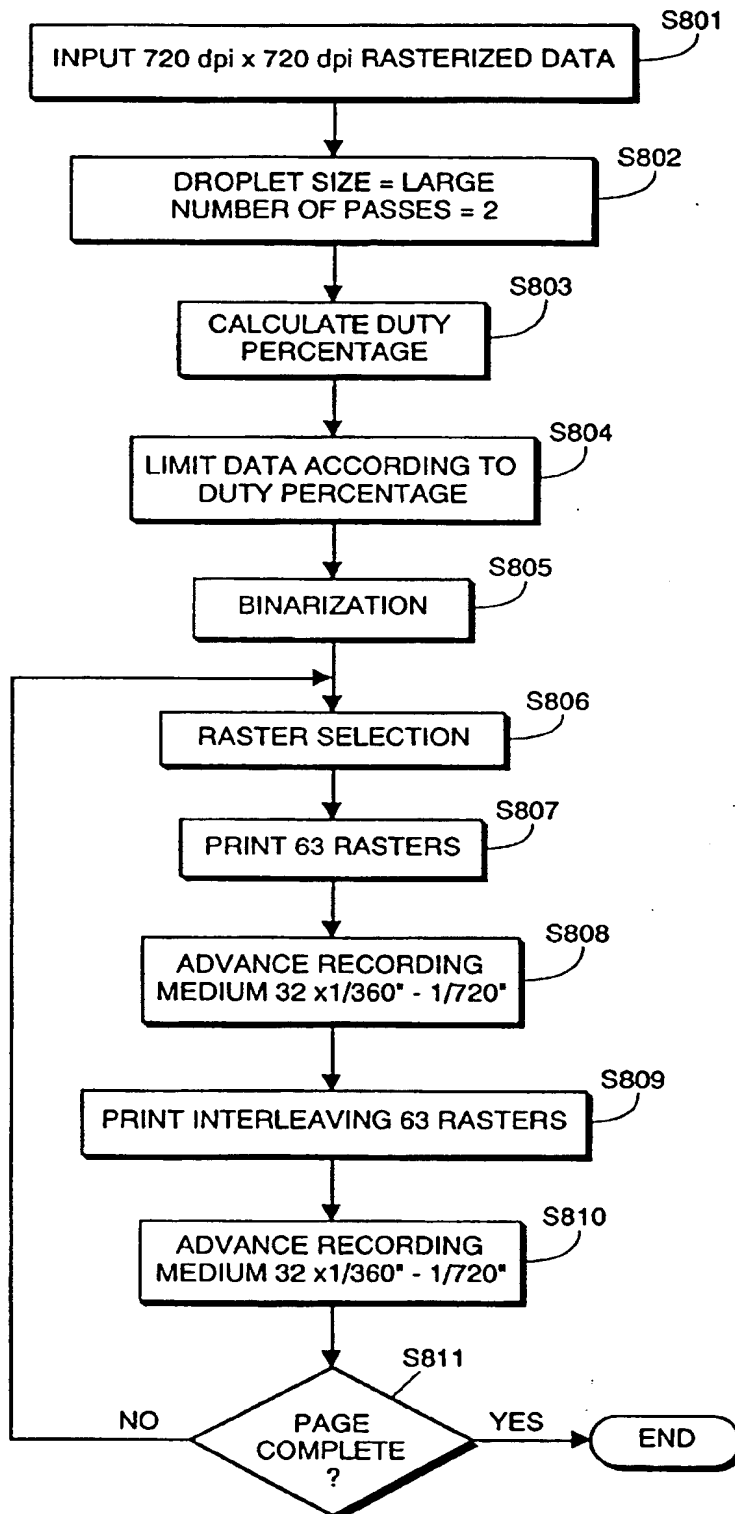 S801
INPUT 720 dpi x 720 dpi RASTERIZED DATA
S802
DROPLET SIZE = LARGE
NUMBER OF PASSES = 2
S803
CALCULATE DUTY
PERCENTAGE
S804
LIMIT DATA ACCORDING TO
DUTY PERCENTAGE
S805
BINARIZATION
S806
RASTER SELECTION
S807
PRINT 63 RASTERS
S808
ADVANCE RECORDING
MEDIUM 32 x1/360" - 1/720"
S809
PRINT INTERLEAVING 63 RASTERS
S810
ADVANCE RECORDING
MEDIUM 32 x1/360" - 1/720"
S811
NO
PAGE
COMPLETE
?
YES
END